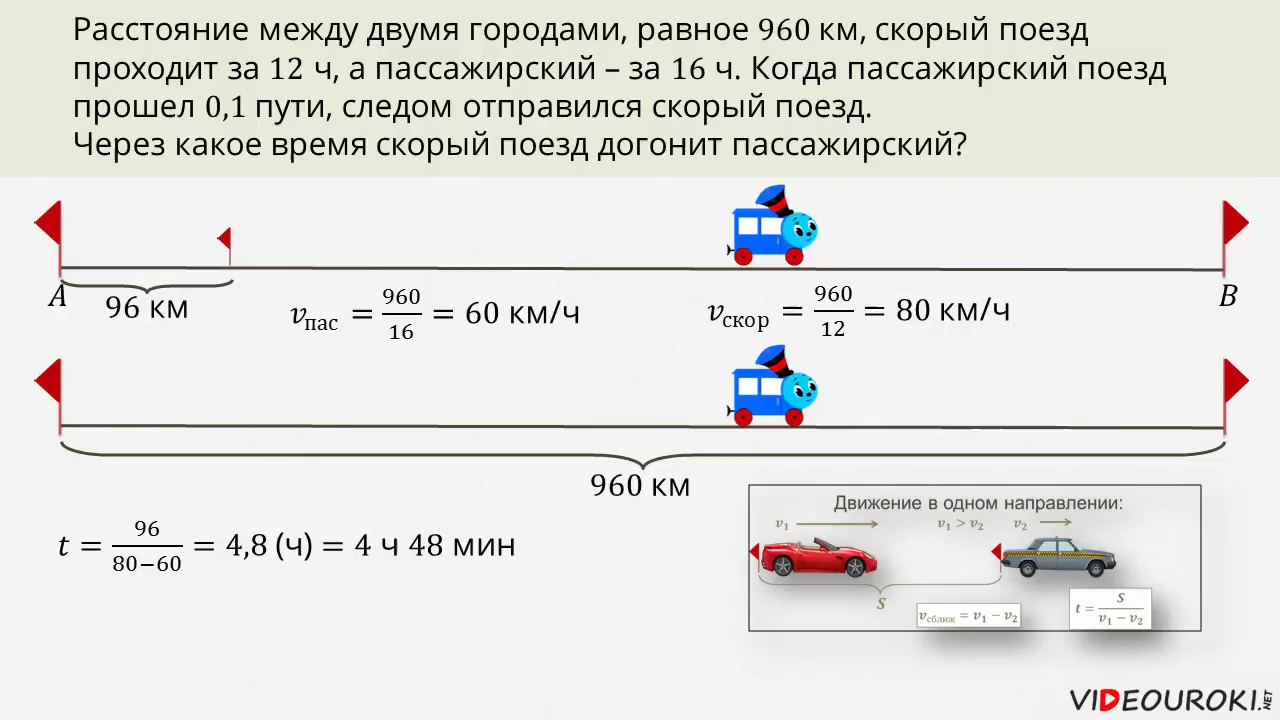 Расстояние между двумя городами, равное 960 км, скорый поезд
проходит за 12 ч, а пассажирский – за 16 ч. Когда пассажирский поезд
прошел 0,1 пути, следом отправился скорый поезд.
Через какое время скорый поезд догонит пассажирский?
A
96 км
v_пас = 960/16 = 60 км/ч
v_скор = 960/12 = 80 км/ч
B
960 км
t = 96/(80−60) = 4,8 (ч) = 4 ч 48 мин
Движение в одном направлении:
v₁
v₁ > v₂
v₂
S
v_сближ = v₁ − v₂
t = S/(v₁ − v₂)
VIDEOUROKI.NET